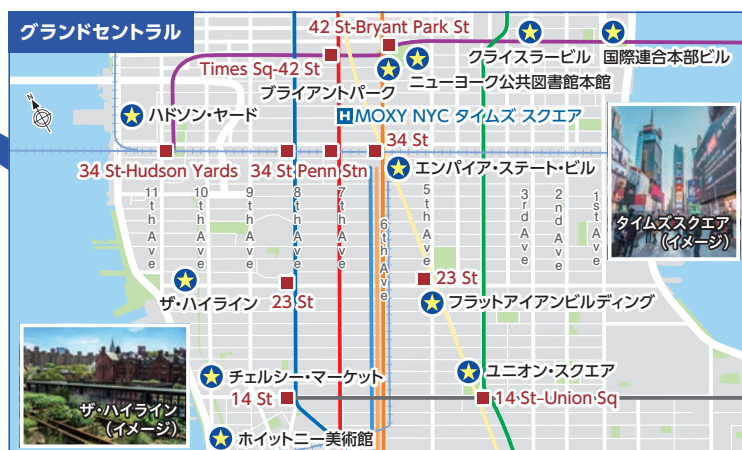 グランドセントラル
42 St-Bryant Park St
クライスラービル
国際連合本部ビル
Times Sq-42 St
ブライアントパーク
ニューヨーク公共図書館本館
ハドソン・ヤード
H MOXY NYC タイムズ スクエア
34 St
34 St-Hudson Yards
34 St-Penn Stn
エンパイア・ステート・ビル
11th Ave
10th Ave
9th Ave
8th Ave
7th Ave
6th Ave
5th Ave
3rd Ave
2nd Ave
1st Ave
タイムズスクエア
(イメージ)
ザ・ハイライン
23 St
23 St
フラットアイアンビルディング
チェルシー・マーケット
ユニオン・スクエア
14 St
14 St-Union Sq
ザ・ハイライン
(イメージ)
ホイットニー美術館
N